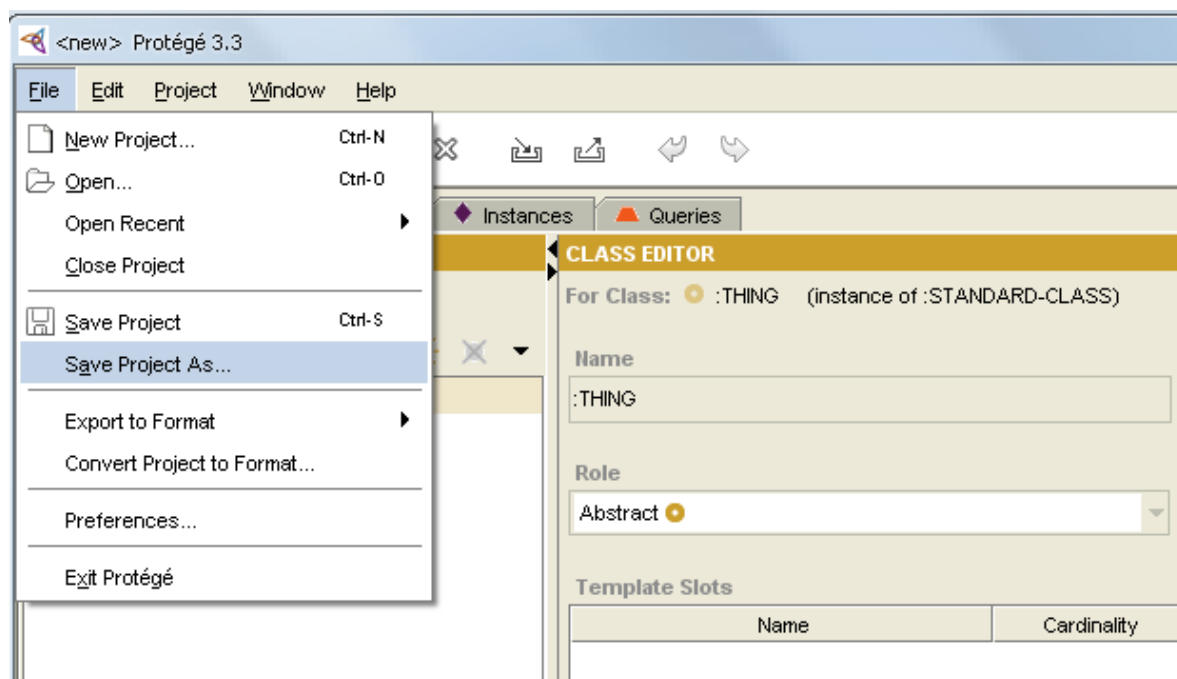 <new> Protégé 3.3
File Edit Project Window Help
New Project... Ctrl-N
Open... Ctrl-O
Open Recent
Close Project
Save Project Ctrl-S
Save Project As...
Export to Format
Convert Project to Format...
Preferences...
Exit Protégé
Instances Queries
CLASS EDITOR
For Class: :THING (instance of :STANDARD-CLASS)
Name
:THING
Role
Abstract
Template Slots
Name Cardinality